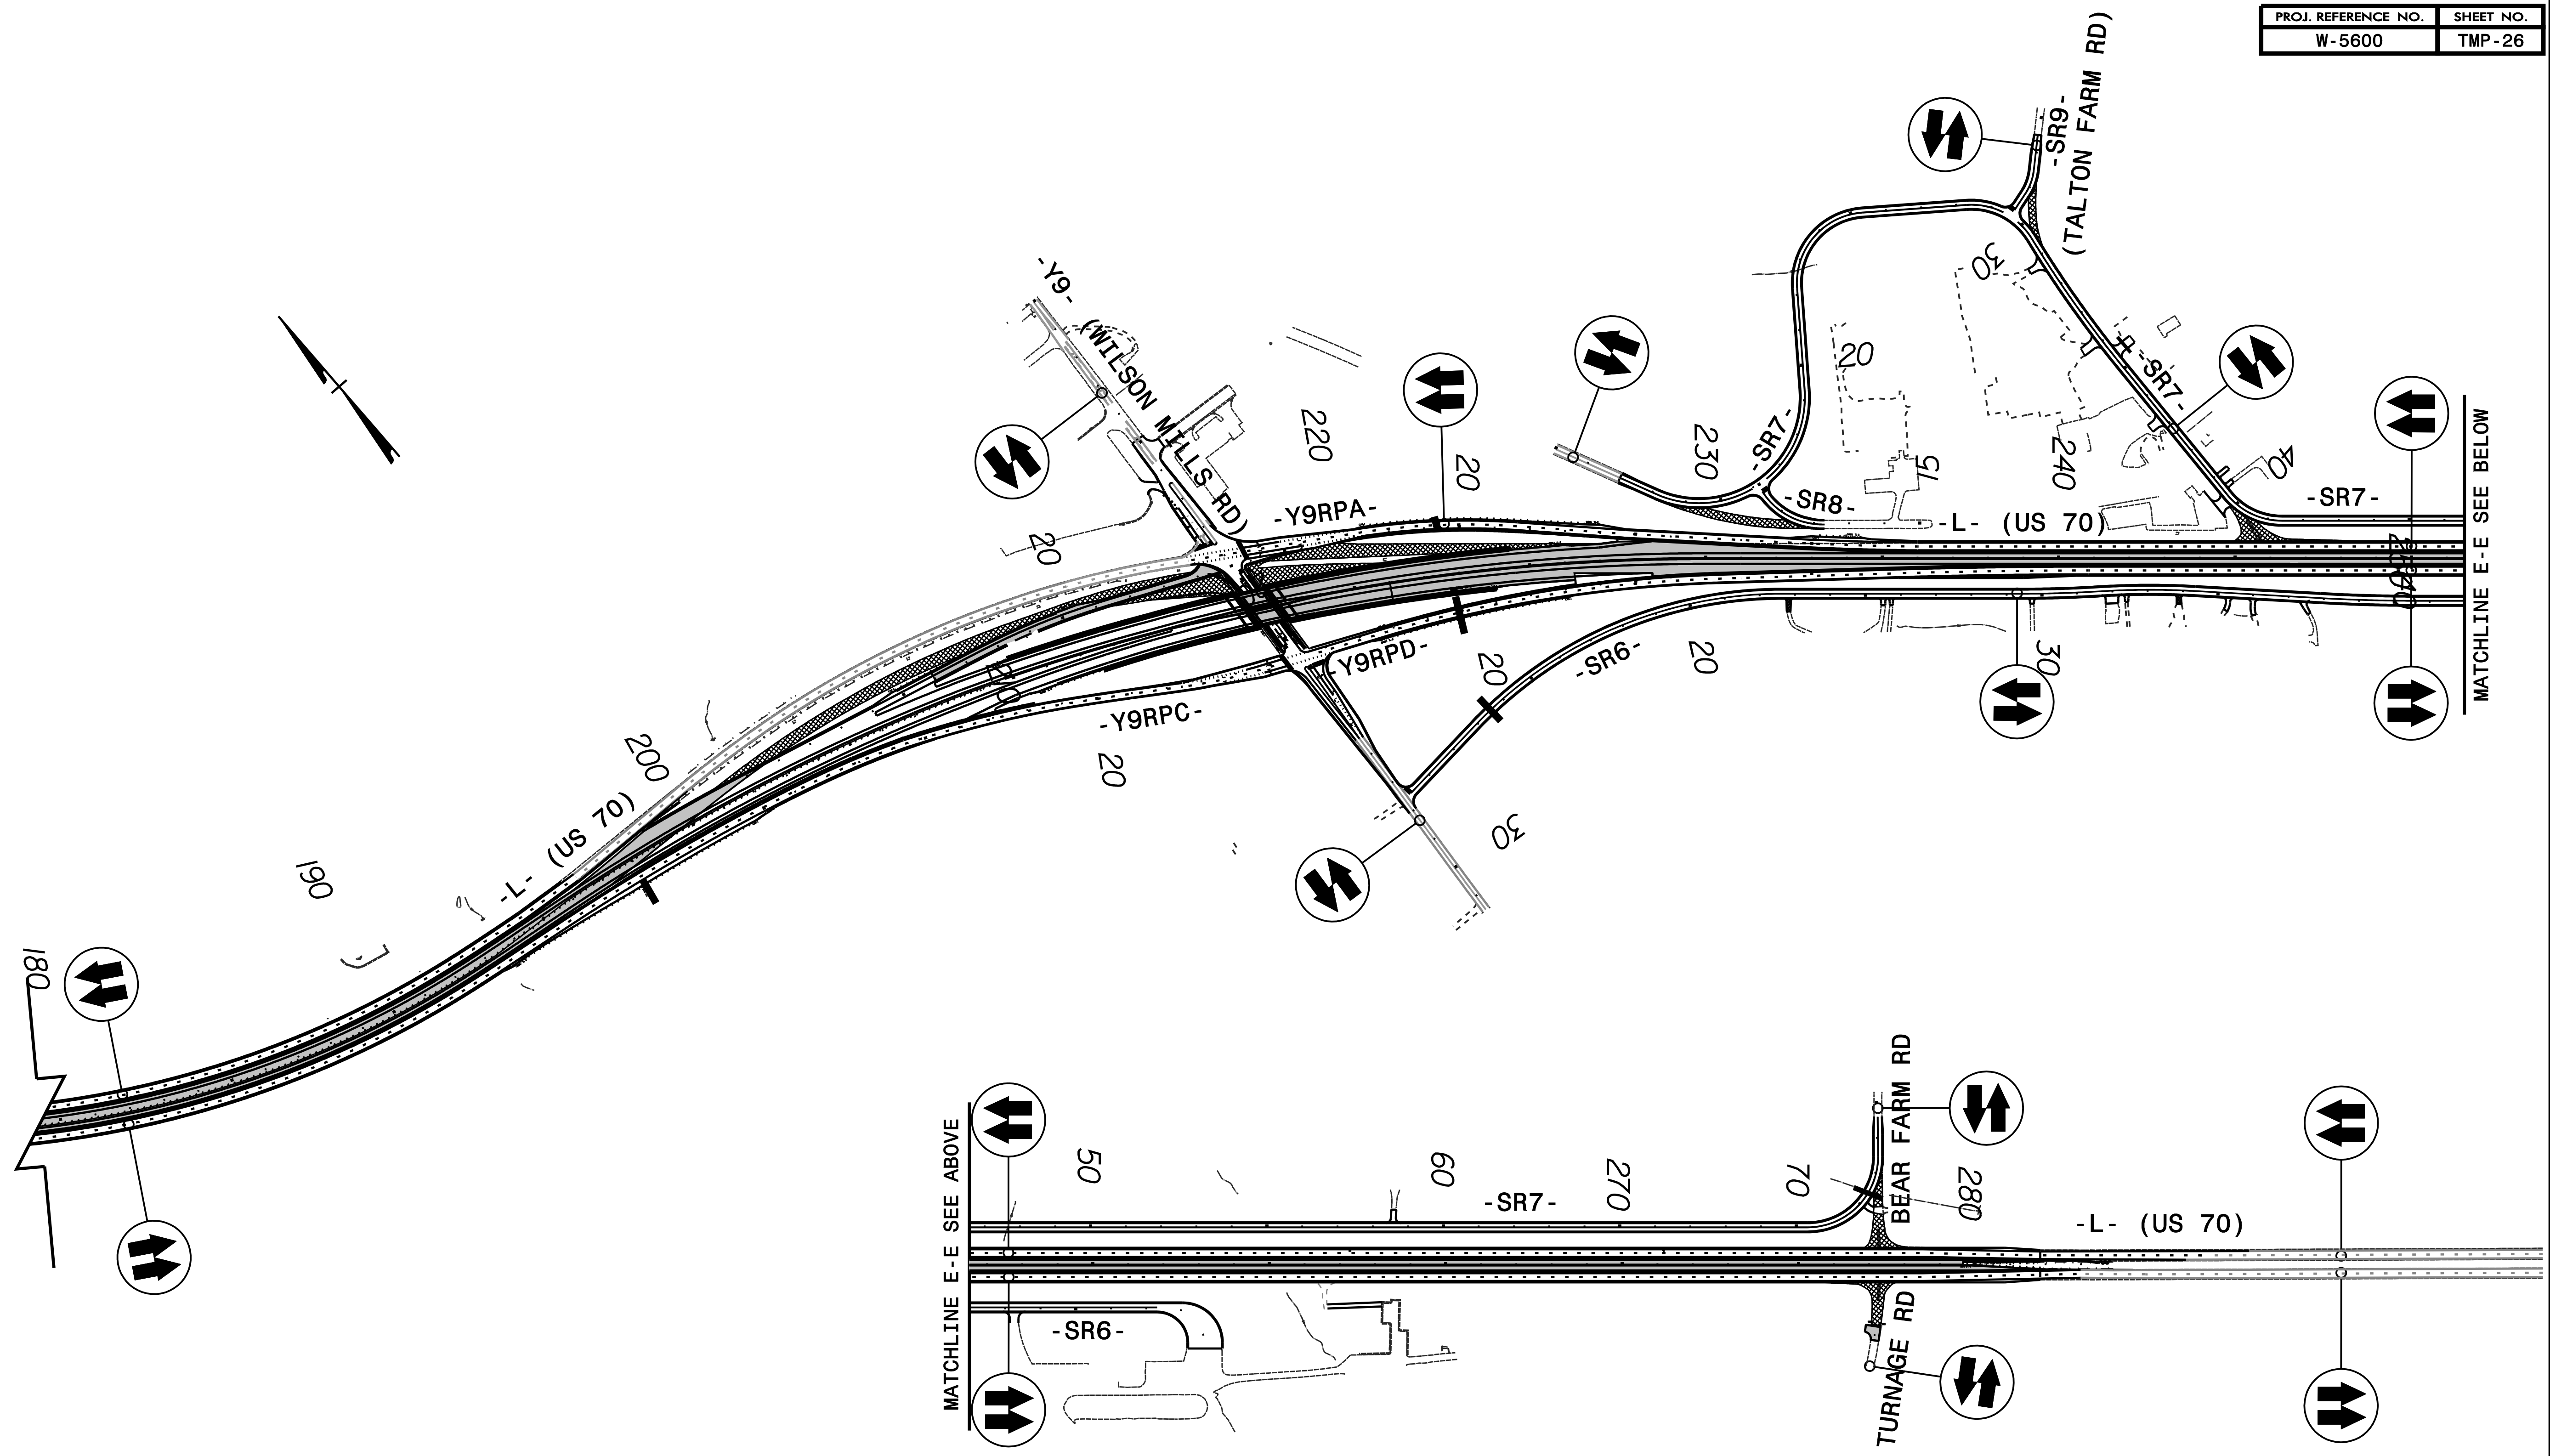 PROJ. REFERENCE NO.
SHEET NO.
W-5600
TMP-26
-SR9-
(TALTON FARM RD)
-Y9-
(WILSON MILLS RD)
30
20
220
20
230
-SR7-
15
240
-SR7-
40
-SR7-
-SR8-
-L- (US 70)
-Y9RPA-
20
MATCHLINE E-E SEE BELOW
210
-Y9RPD-
20
-SR6-
20
30
-Y9RPC-
20
200
-L- (US 70)
190
30
180
MATCHLINE E-E SEE ABOVE
50
60
270
70
BEAR FARM RD
280
-SR7-
-L- (US 70)
-SR6-
TURNAGE RD